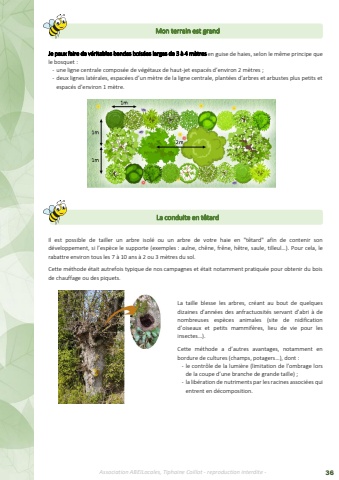 Mon terrain est grand
Je peux faire de véritables bandes boisées larges de 3 à 4 mètres en guise de haies, selon le même principe que
le bosquet :
- une ligne centrale composée de végétaux de haut-jet espacés d'environ 2 mètres ;
- deux lignes latérales, espacées d'un mètre de la ligne centrale, plantées d'arbres et arbustes plus petits et
espacés d'environ 1 mètre.
1m
1m
2m
1m
La conduite en têtard
Il est possible de tailler un arbre isolé ou un arbre de votre haie en "têtard" afin de contenir son
développement, si l'espèce le supporte (exemples : aulne, chêne, frêne, hêtre, saule, tilleul...). Pour cela, le
rabattre environ tous les 7 à 10 ans à 2 ou 3 mètres du sol.
Cette méthode était autrefois typique de nos campagnes et était notamment pratiquée pour obtenir du bois
de chauffage ou des piquets.
La taille blesse les arbres, créant au bout de quelques
dizaines d'années des anfractuosités servant d'abri à de
nombreuses espèces animales (site de nidification
d'oiseaux et petits mammifères, lieu de vie pour les
insectes...).
Cette méthode a d'autres avantages, notamment en
bordure de cultures (champs, potagers...), dont :
- le contrôle de la lumière (limitation de l'ombrage lors
de la coupe d'une branche de grande taille) ;
- la libération de nutriments par les racines associées qui
entrent en décomposition.
Association ABEILocales, Tiphanie Caillot - reproduction interdite -
36